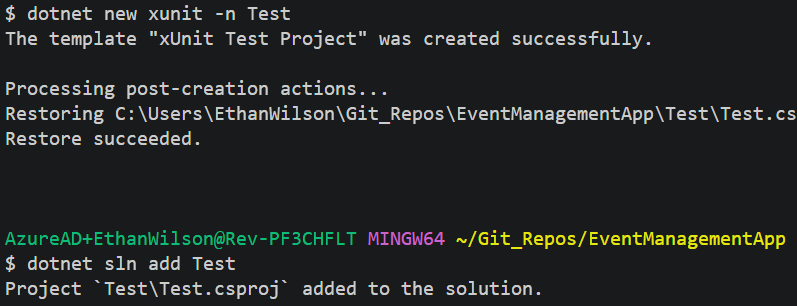 $ dotnet new xunit -n Test
The template "xUnit Test Project" was created successfully.
Processing post-creation actions...
Restoring C:\Users\EthanWilson\Git_Repos\EventManagementApp\Test\Test.cs
Restore succeeded.
AzureAD+EthanWilson@Rev-PF3CHFLT MINGW64 ~/Git_Repos/EventManagementApp
$ dotnet sln add Test
Project `Test\Test.csproj` added to the solution.